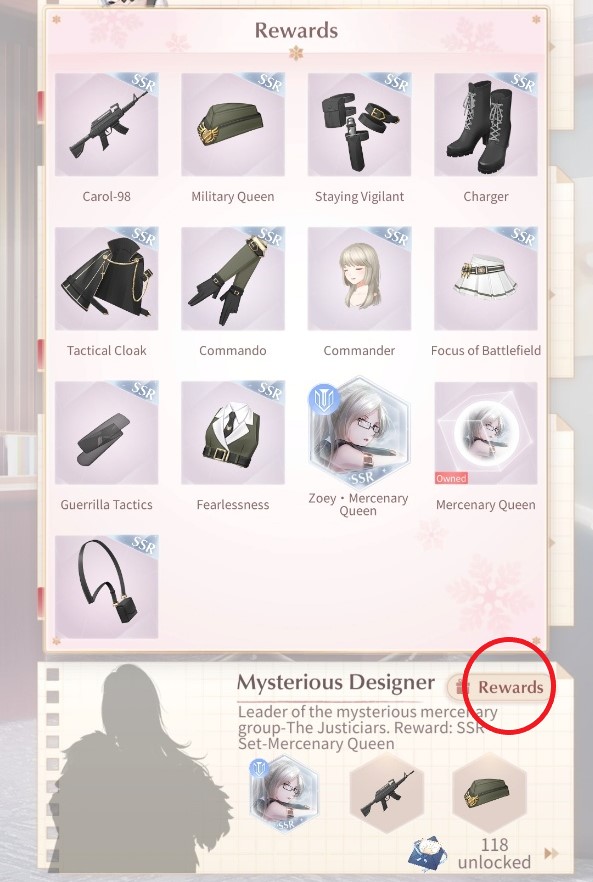 Rewards
SSR
SSR
SSR
SSR
Carol-98
Military Queen
Staying Vigilant
Charger
SSR
SSR
SSR
SSR
Tactical Cloak
Commando
Commander
Focus of Battlefield
SSR
SSR
SSR
Owned
Guerrilla Tactics
Fearlessness
Zoey・Mercenary
Queen
Mercenary Queen
SSR
Mysterious Designer
Rewards
Leader of the mysterious mercenary
group-The Justiciars. Reward: SSR
Set-Mercenary Queen
SSR
118
unlocked